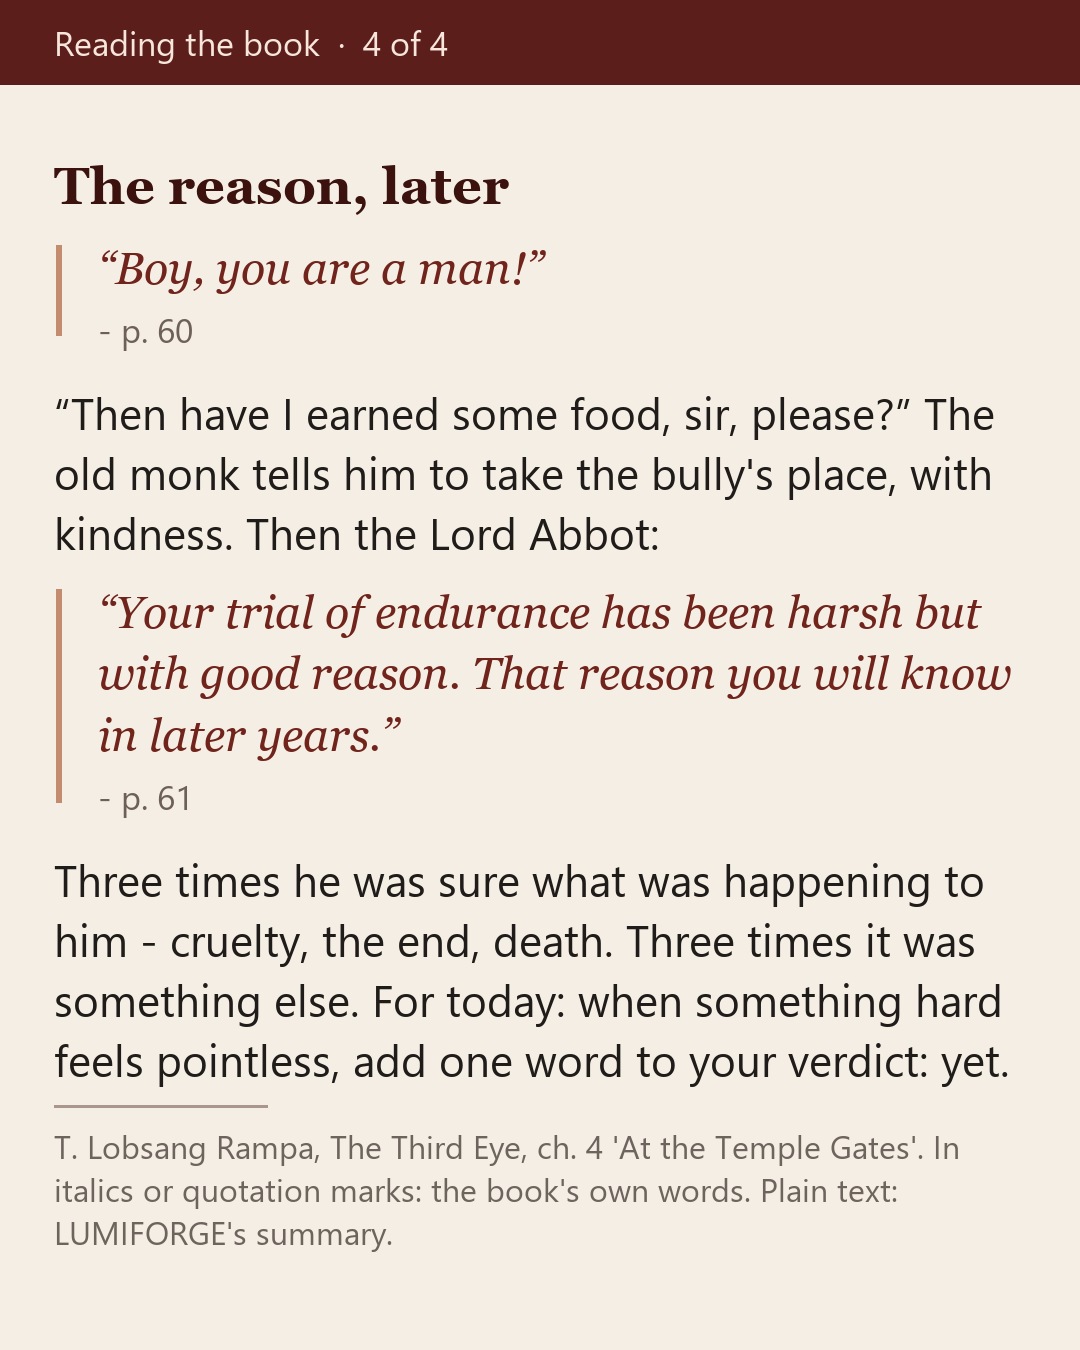 Reading the book · 4 of 4
The reason, later
“Boy, you are a man!”
- p. 60
“Then have I earned some food, sir, please?” The
old monk tells him to take the bully's place, with
kindness. Then the Lord Abbot:
“Your trial of endurance has been harsh but
with good reason. That reason you will know
in later years.”
- p. 61
Three times he was sure what was happening to
him - cruelty, the end, death. Three times it was
something else. For today: when something hard
feels pointless, add one word to your verdict: yet.
T. Lobsang Rampa, The Third Eye, ch. 4 'At the Temple Gates'. In
italics or quotation marks: the book's own words. Plain text:
LUMIFORGE's summary.